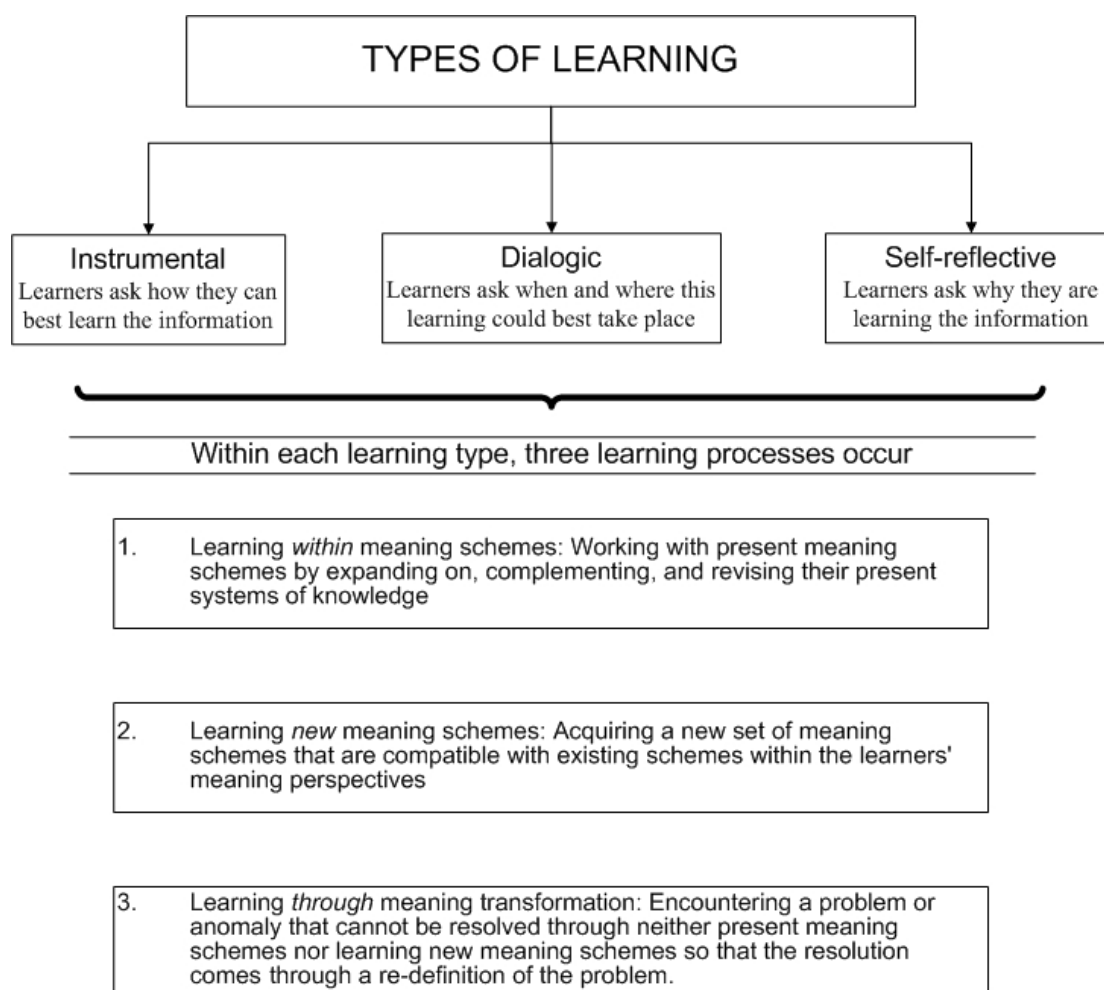 TYPES OF LEARNING
Instrumental
Learners ask how they can
best learn the information
Dialogic
Learners ask when and where this
learning could best take place
Self-reflective
Learners ask why they are
learning the information
Within each learning type, three learning processes occur
1. Learning within meaning schemes: Working with present meaning
schemes by expanding on, complementing, and revising their present
systems of knowledge
2. Learning new meaning schemes: Acquiring a new set of meaning
schemes that are compatible with existing schemes within the learners'
meaning perspectives
3. Learning through meaning transformation: Encountering a problem or
anomaly that cannot be resolved through neither present meaning
schemes nor learning new meaning schemes so that the resolution
comes through a re-definition of the problem.